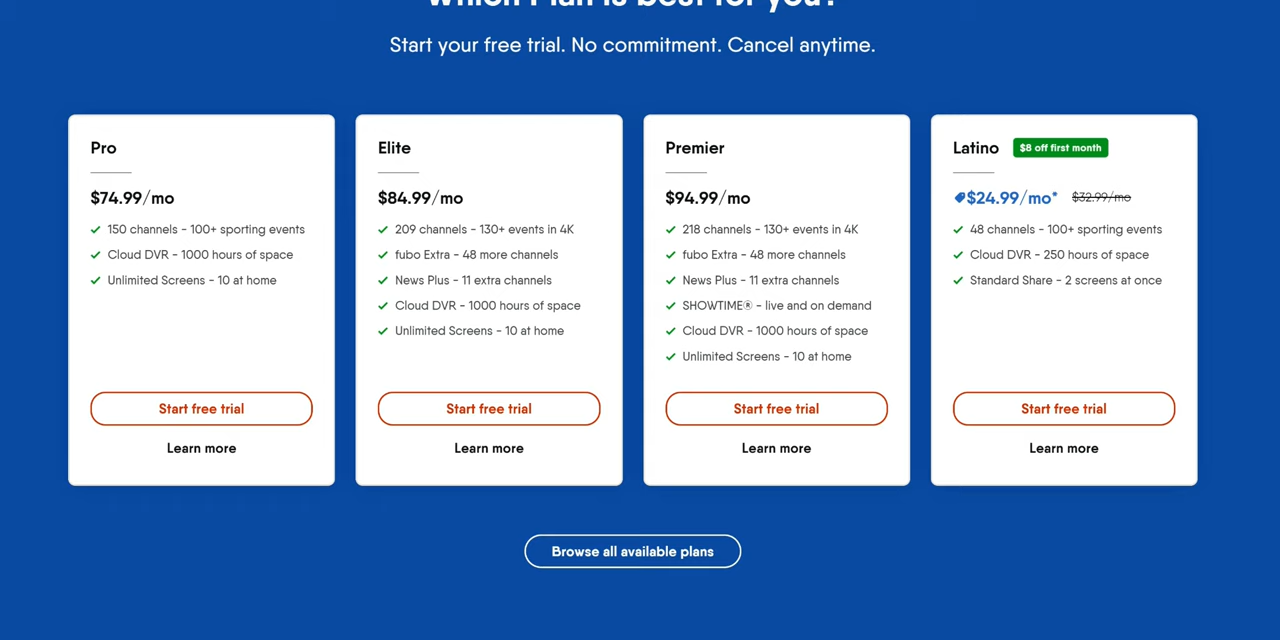 Which Plan is best for you?
Start your free trial. No commitment. Cancel anytime.
Pro
$74.99/mo
150 channels - 100+ sporting events
Cloud DVR - 1000 hours of space
Unlimited Screens - 10 at home
Start free trial
Learn more
Elite
$84.99/mo
209 channels - 130+ events in 4K
fubo Extra - 48 more channels
News Plus - 11 extra channels
Cloud DVR - 1000 hours of space
Unlimited Screens - 10 at home
Start free trial
Learn more
Premier
$94.99/mo
218 channels - 130+ events in 4K
fubo Extra - 48 more channels
News Plus - 11 extra channels
SHOWTIME® - live and on demand
Cloud DVR - 1000 hours of space
Unlimited Screens - 10 at home
Start free trial
Learn more
Latino $8 off first month
$24.99/mo* $32.99/mo
48 channels - 100+ sporting events
Cloud DVR - 250 hours of space
Standard Share - 2 screens at once
Start free trial
Learn more
Browse all available plans